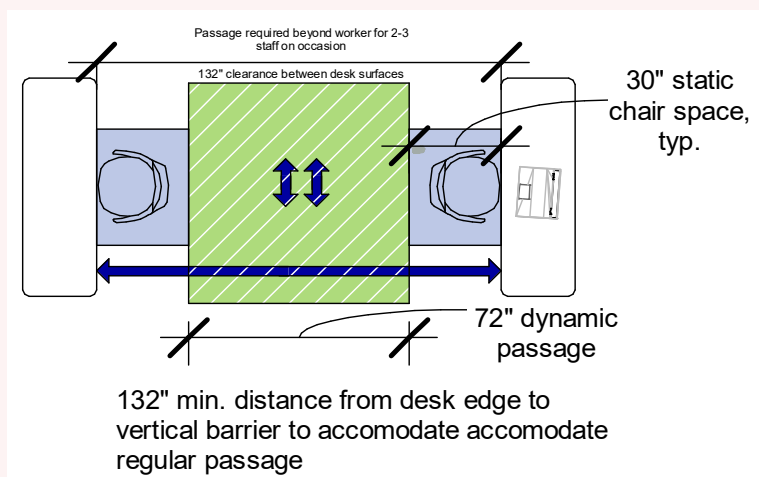 Passage required beyond worker for 2-3
staff on occasion
132" clearance between desk surfaces
30" static
chair space,
typ.
72" dynamic
passage
132" min. distance from desk edge to
vertical barrier to accomodate accomodate
regular passage